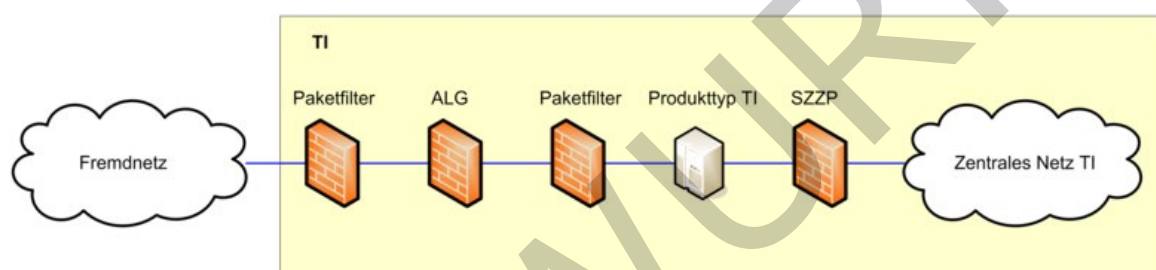 TI
Paketfilter
ALG
Paketfilter
Produkttyp TI
SZZP
Fremdnetz
Zentrales Netz TI